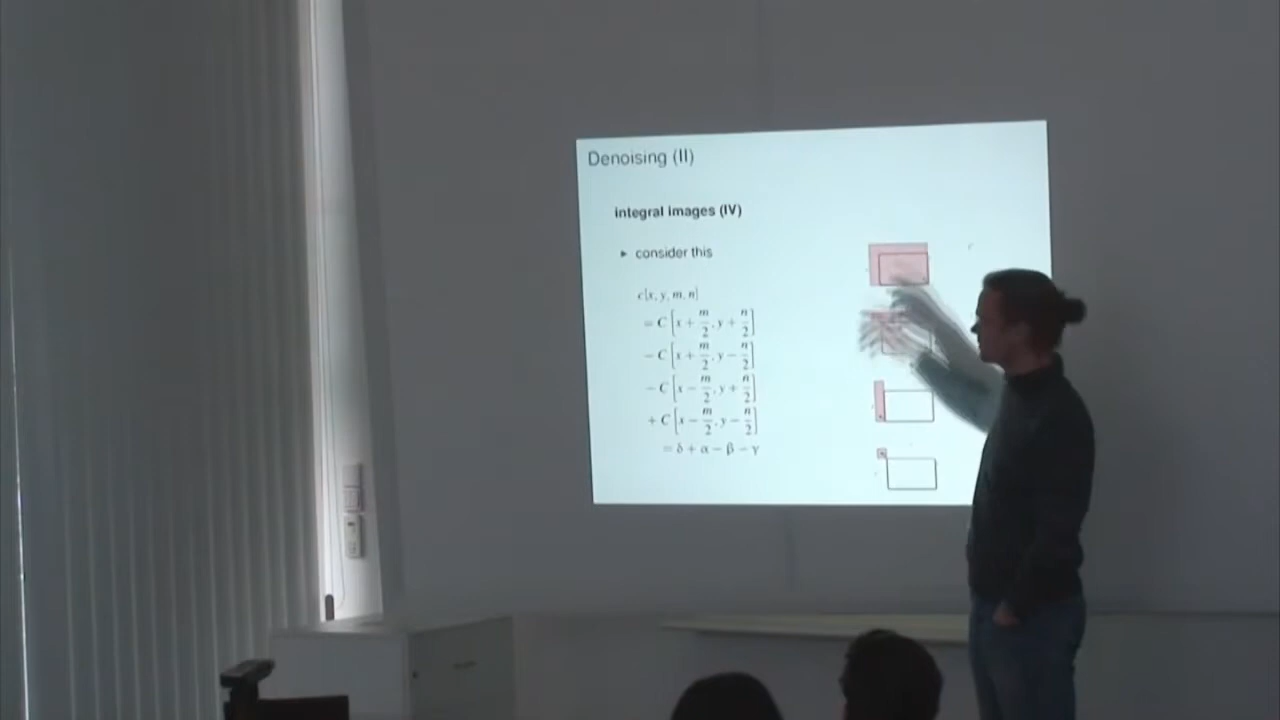 Denoising (II)
integral images (IV)
▸ consider this
c[x, y, m, n]
= C[x + m/2, y + n/2]
− C[x + m/2, y − n/2]
− C[x − m/2, y + n/2]
+ C[x − m/2, y − n/2]
= δ + α − β − γ